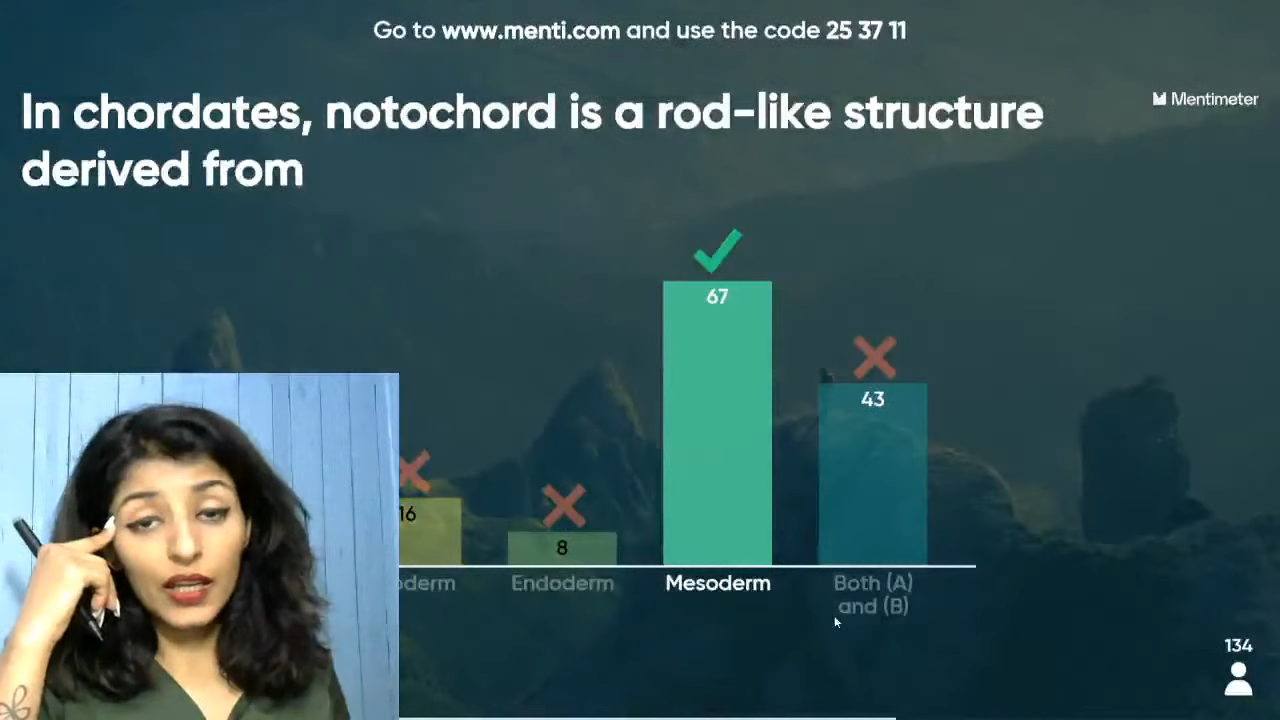 Go to www.menti.com and use the code 25 37 11
In chordates, notochord is a rod-like structure
derived from
Mentimeter
67
43
16
8
oderm
Endoderm
Mesoderm
Both (A)
and (B)
134